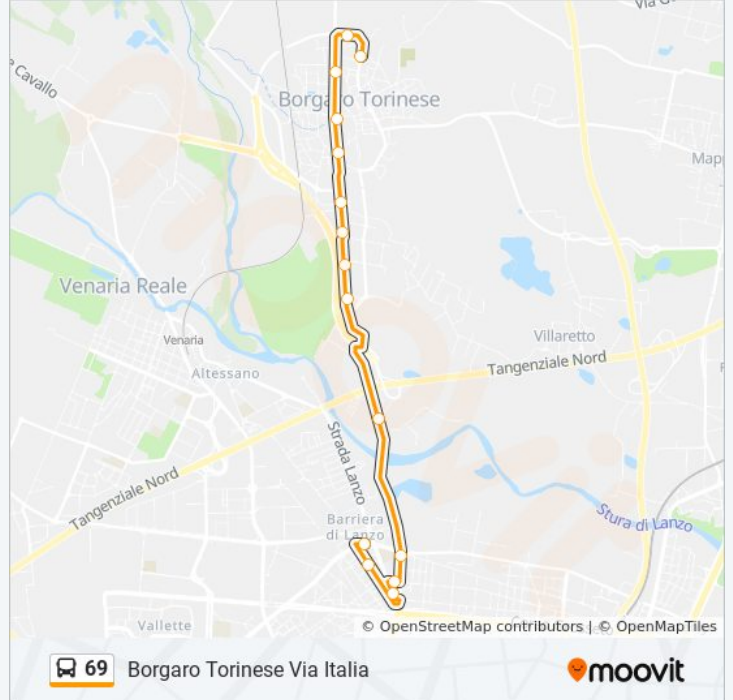 Via G
e Cavallo
Borgaro Torinese
Map
Venaria Reale
Villaretto
Venaria
Tangenziale Nord
Altessano
Strada Lanzo
Tangenziale Nord
Stura di Lanzo
Barriera
di Lanzo
Vallette
© OpenStreetMap contributors | © OpenMapTiles
69 Borgaro Torinese Via Italia
moovit